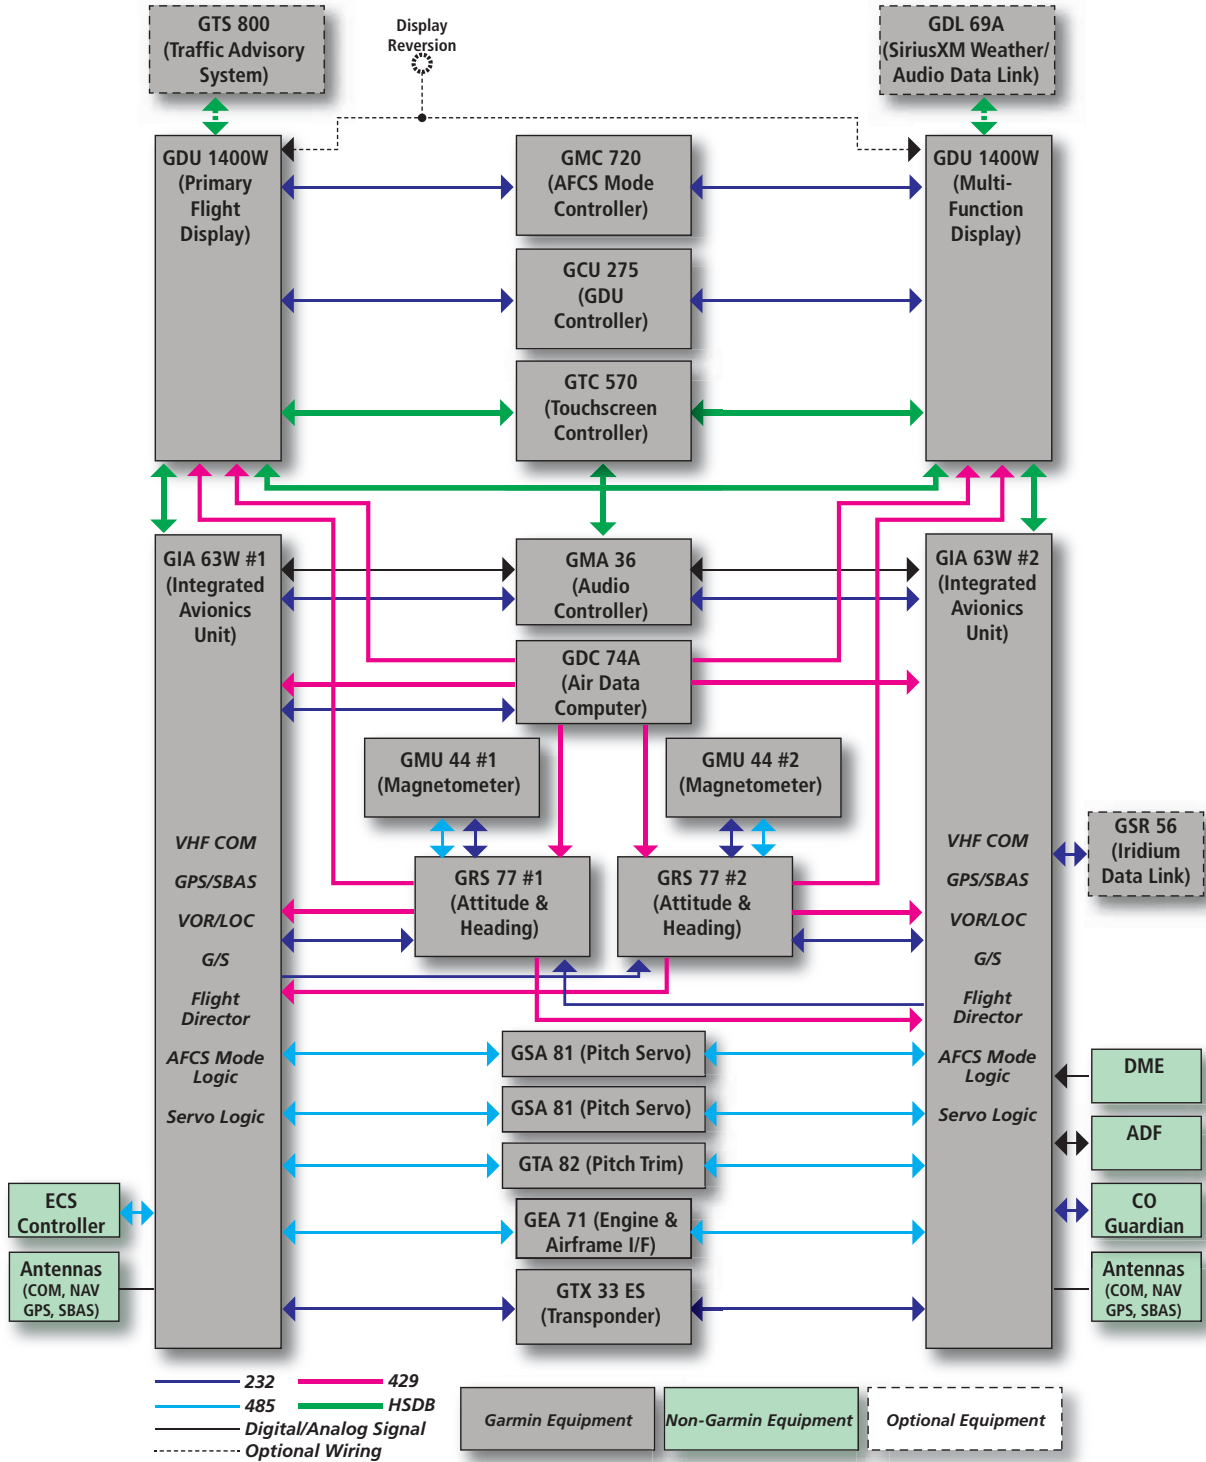 GTS 800
(Traffic Advisory
System)
Display
Reversion
GDL 69A
(SiriusXM Weather/
Audio Data Link)
GDU 1400W
(Primary
Flight
Display)
GMC 720
(AFCS Mode
Controller)
GDU 1400W
(Multi-
Function
Display)
GCU 275
(GDU
Controller)
GTC 570
(Touchscreen
Controller)
GIA 63W #1
(Integrated
Avionics
Unit)
GMA 36
(Audio
Controller)
GIA 63W #2
(Integrated
Avionics
Unit)
GDC 74A
(Air Data
Computer)
GMU 44 #1
(Magnetometer)
GMU 44 #2
(Magnetometer)
VHF COM
GPS/SBAS
VOR/LOC
G/S
Flight
Director
AFCS Mode
Logic
Servo Logic
GRS 77 #1
(Attitude &
Heading)
GRS 77 #2
(Attitude &
Heading)
VHF COM
GPS/SBAS
VOR/LOC
G/S
Flight
Director
AFCS Mode
Logic
Servo Logic
GSR 56
(Iridium
Data Link)
GSA 81 (Pitch Servo)
GSA 81 (Pitch Servo)
GTA 82 (Pitch Trim)
GEA 71 (Engine &
Airframe I/F)
GTX 33 ES
(Transponder)
DME
ADF
CO
Guardian
Antennas
(COM, NAV
GPS, SBAS)
ECS
Controller
Antennas
(COM, NAV
GPS, SBAS)
232
429
485
HSDB
Digital/Analog Signal
Optional Wiring
Garmin Equipment
Non-Garmin Equipment
Optional Equipment